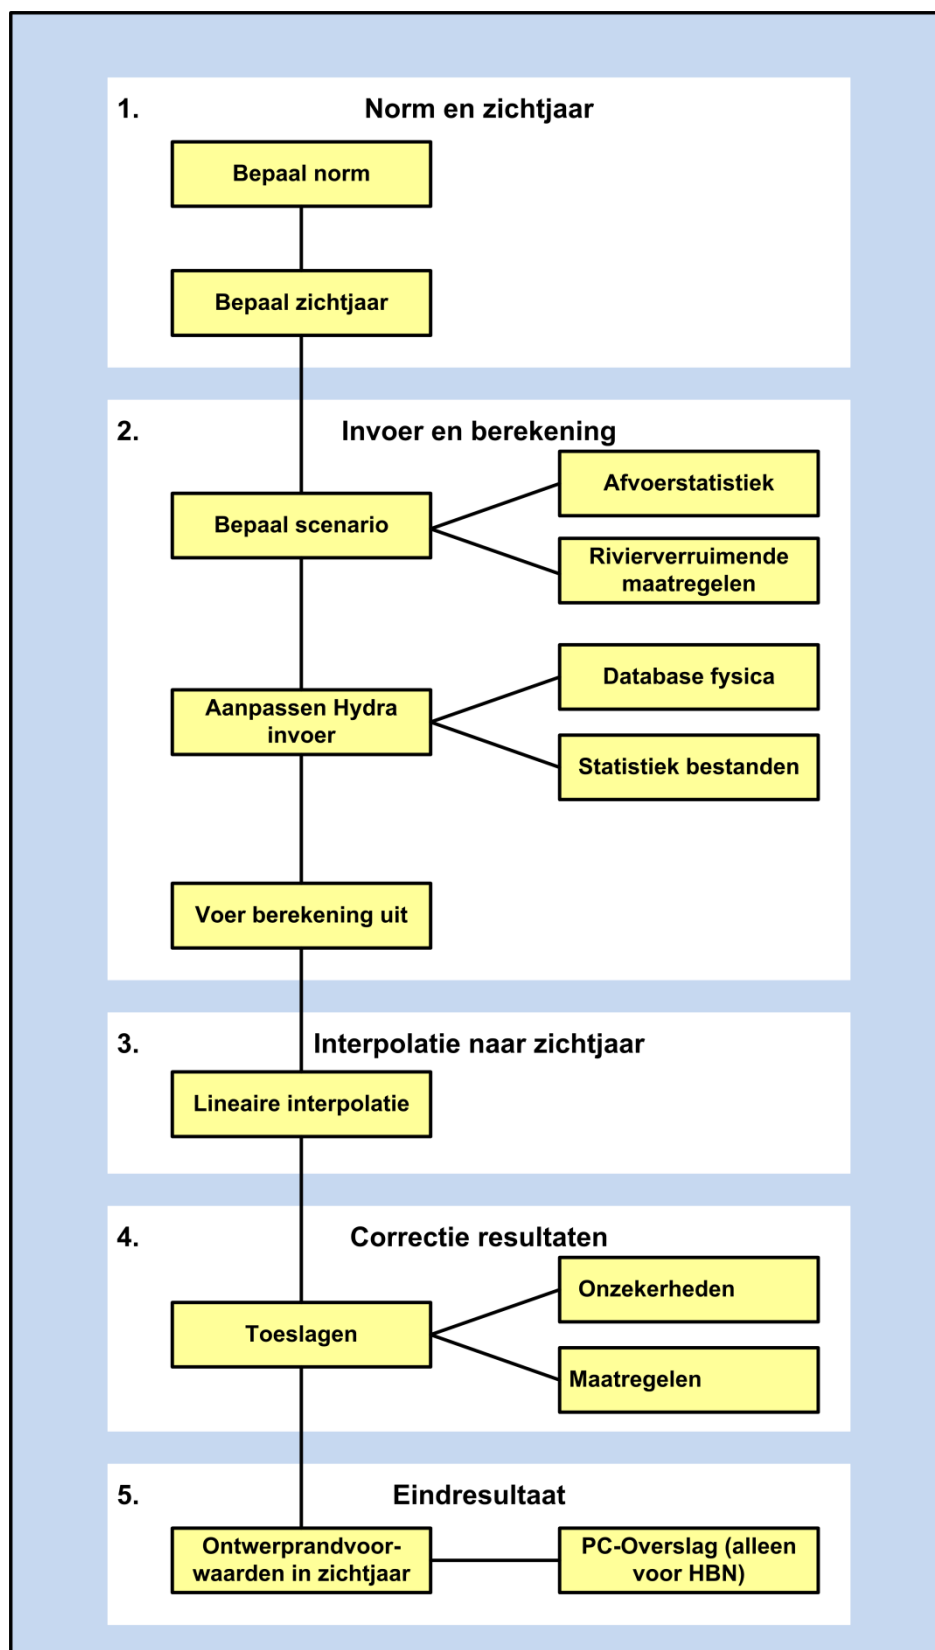 1. Norm en zichtjaar
Bepaal norm
Bepaal zichtjaar
2. Invoer en berekening
Afvoerstatistiek
Bepaal scenario
Rivierverruimende
maatregelen
Database fysica
Aanpassen Hydra
invoer
Statistiek bestanden
Voer berekening uit
3. Interpolatie naar zichtjaar
Lineaire interpolatie
4. Correctie resultaten
Onzekerheden
Toeslagen
Maatregelen
5. Eindresultaat
Ontwerprandvoor-
waarden in zichtjaar
PC-Overslag (alleen
voor HBN)